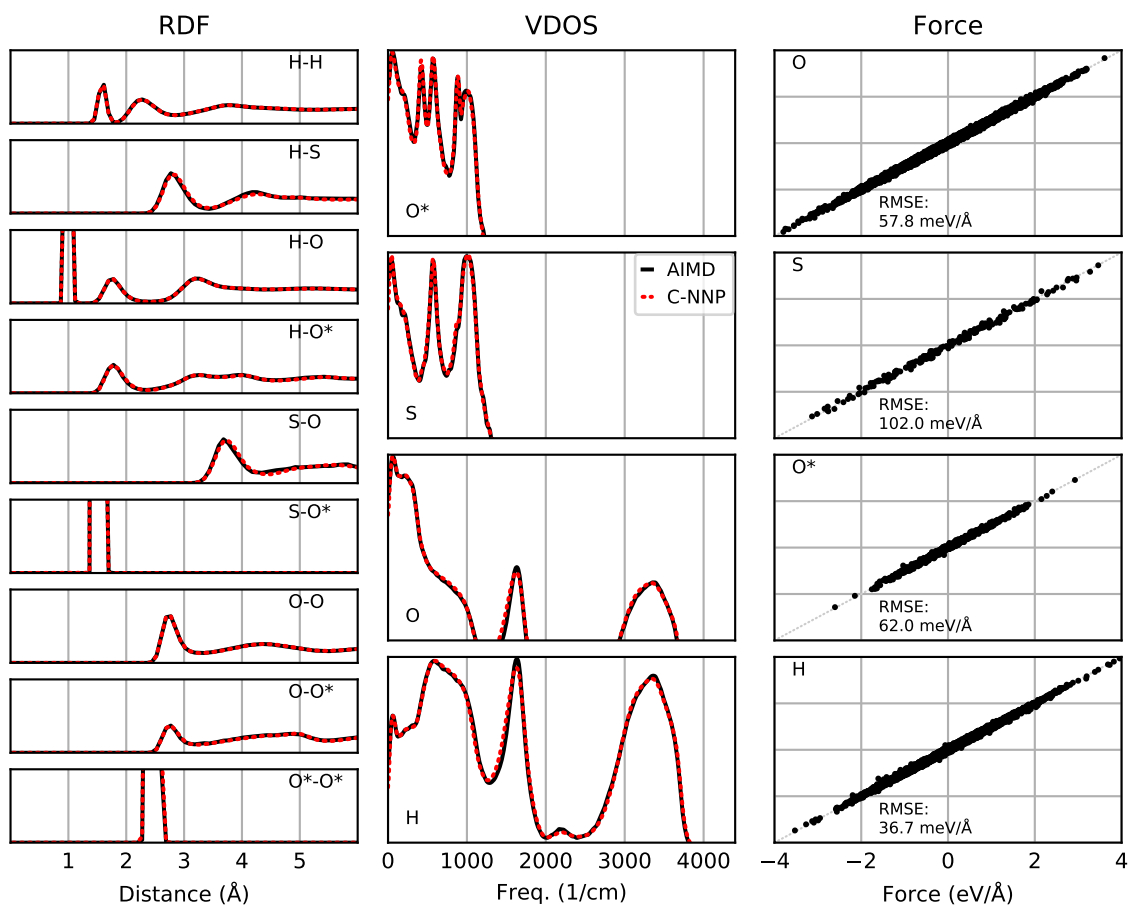 RDF
VDOS
Force
H-H
H-S
H-O
H-O*
S-O
S-O*
O-O
O-O*
O*-O*
1
2
3
4
5
Distance (Å)
O*
S
AIMD
C-NNP
O
H
0
1000
2000
3000
4000
Freq. (1/cm)
O
RMSE:
57.8 meV/Å
S
RMSE:
102.0 meV/Å
O*
RMSE:
62.0 meV/Å
H
RMSE:
36.7 meV/Å
−4
−2
0
2
4
Force (eV/Å)